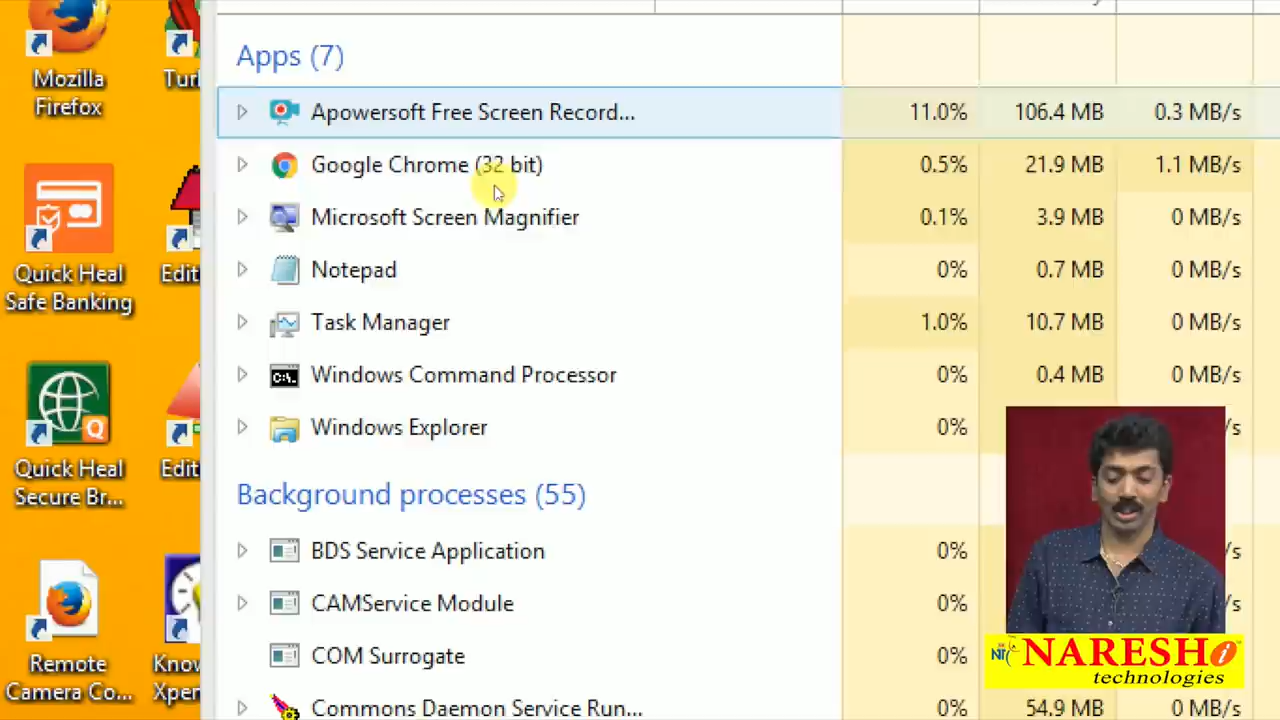 Mozilla
Firefox
Apps (7)
Apowersoft Free Screen Record... 11.0% 106.4 MB 0.3 MB/s
Google Chrome (32 bit) 0.5% 21.9 MB 1.1 MB/s
Microsoft Screen Magnifier 0.1% 3.9 MB 0 MB/s
Quick Heal
Safe Banking
Edit
Notepad 0% 0.7 MB 0 MB/s
Task Manager 1.0% 10.7 MB 0 MB/s
C:\.
Windows Command Processor 0% 0.4 MB 0 MB/s
Windows Explorer 0% /s
Q
Quick Heal
Secure Br...
Edit
Background processes (55)
BDS Service Application 0% /s
CAMService Module 0% /s
COM Surrogate 0%
Remote
Camera Co...
Know
Xper
Commons Daemon Service Run... 0% 54.9 MB 0 MB/s
NARESH i
technologies